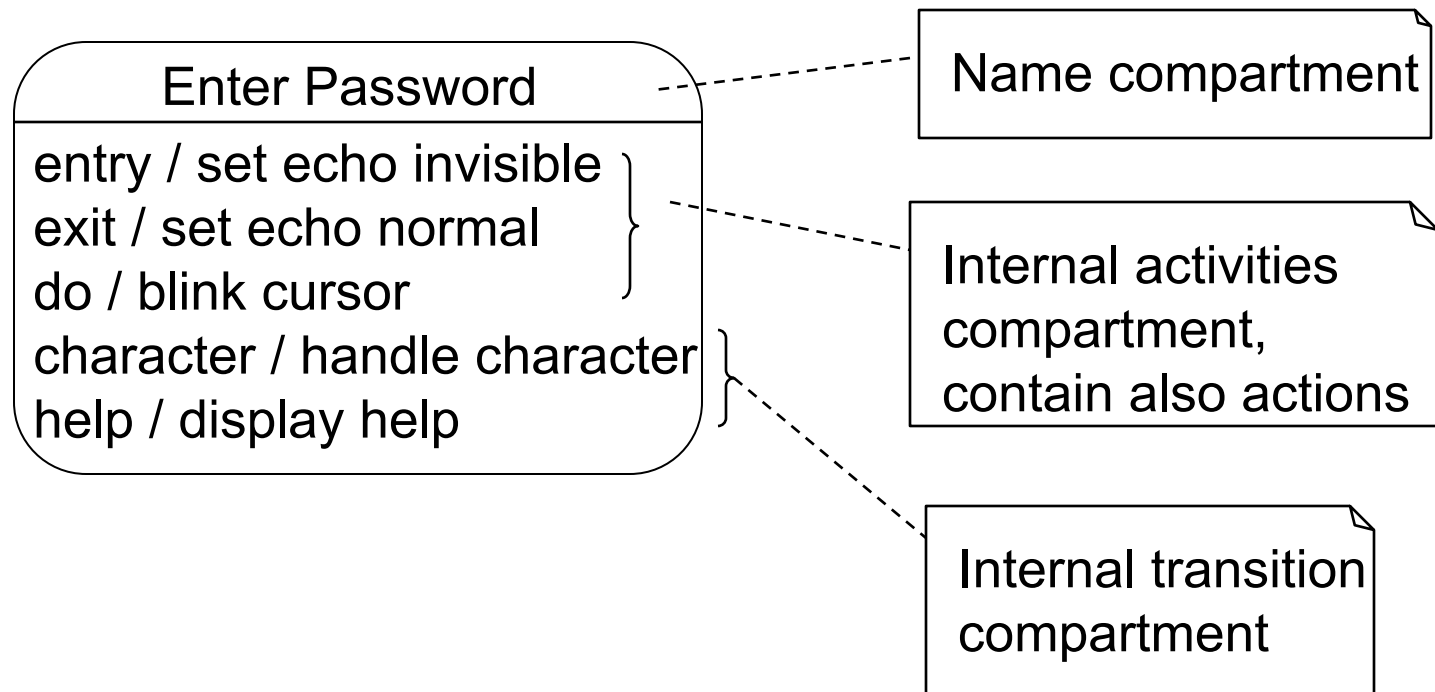 Enter Password
entry / set echo invisible
exit / set echo normal
do / blink cursor
character / handle character
help / display help
Name compartment
Internal activities
compartment,
contain also actions
Internal transition
compartment